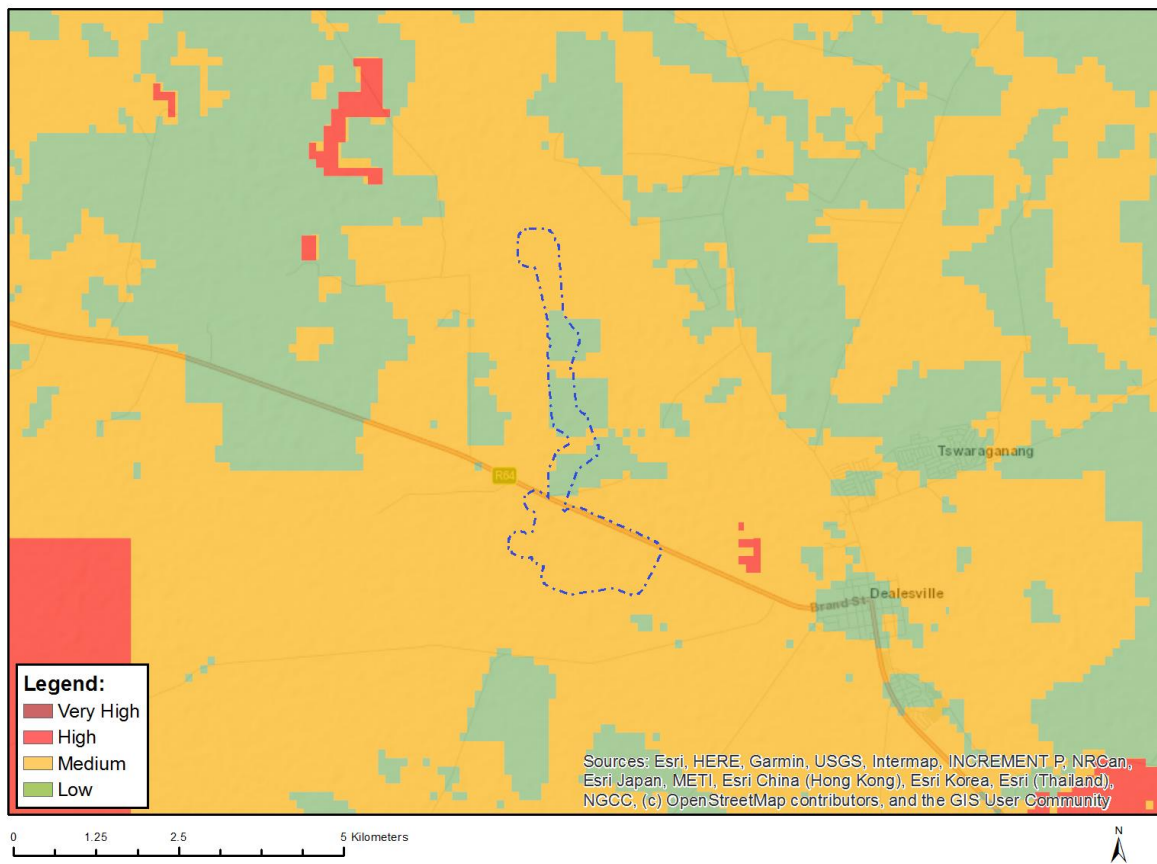 R64
Tswaraganang
Dealesville
Brand St
Legend:
Very High
High
Medium
Low
Sources: Esri, HERE, Garmin, USGS, Intermap, INCREMENT P, NRCan,
Esri Japan, METI, Esri China (Hong Kong), Esri Korea, Esri (Thailand),
NGCC, (c) OpenStreetMap contributors, and the GIS User Community
0 1.25 2.5 5 Kilometers
N